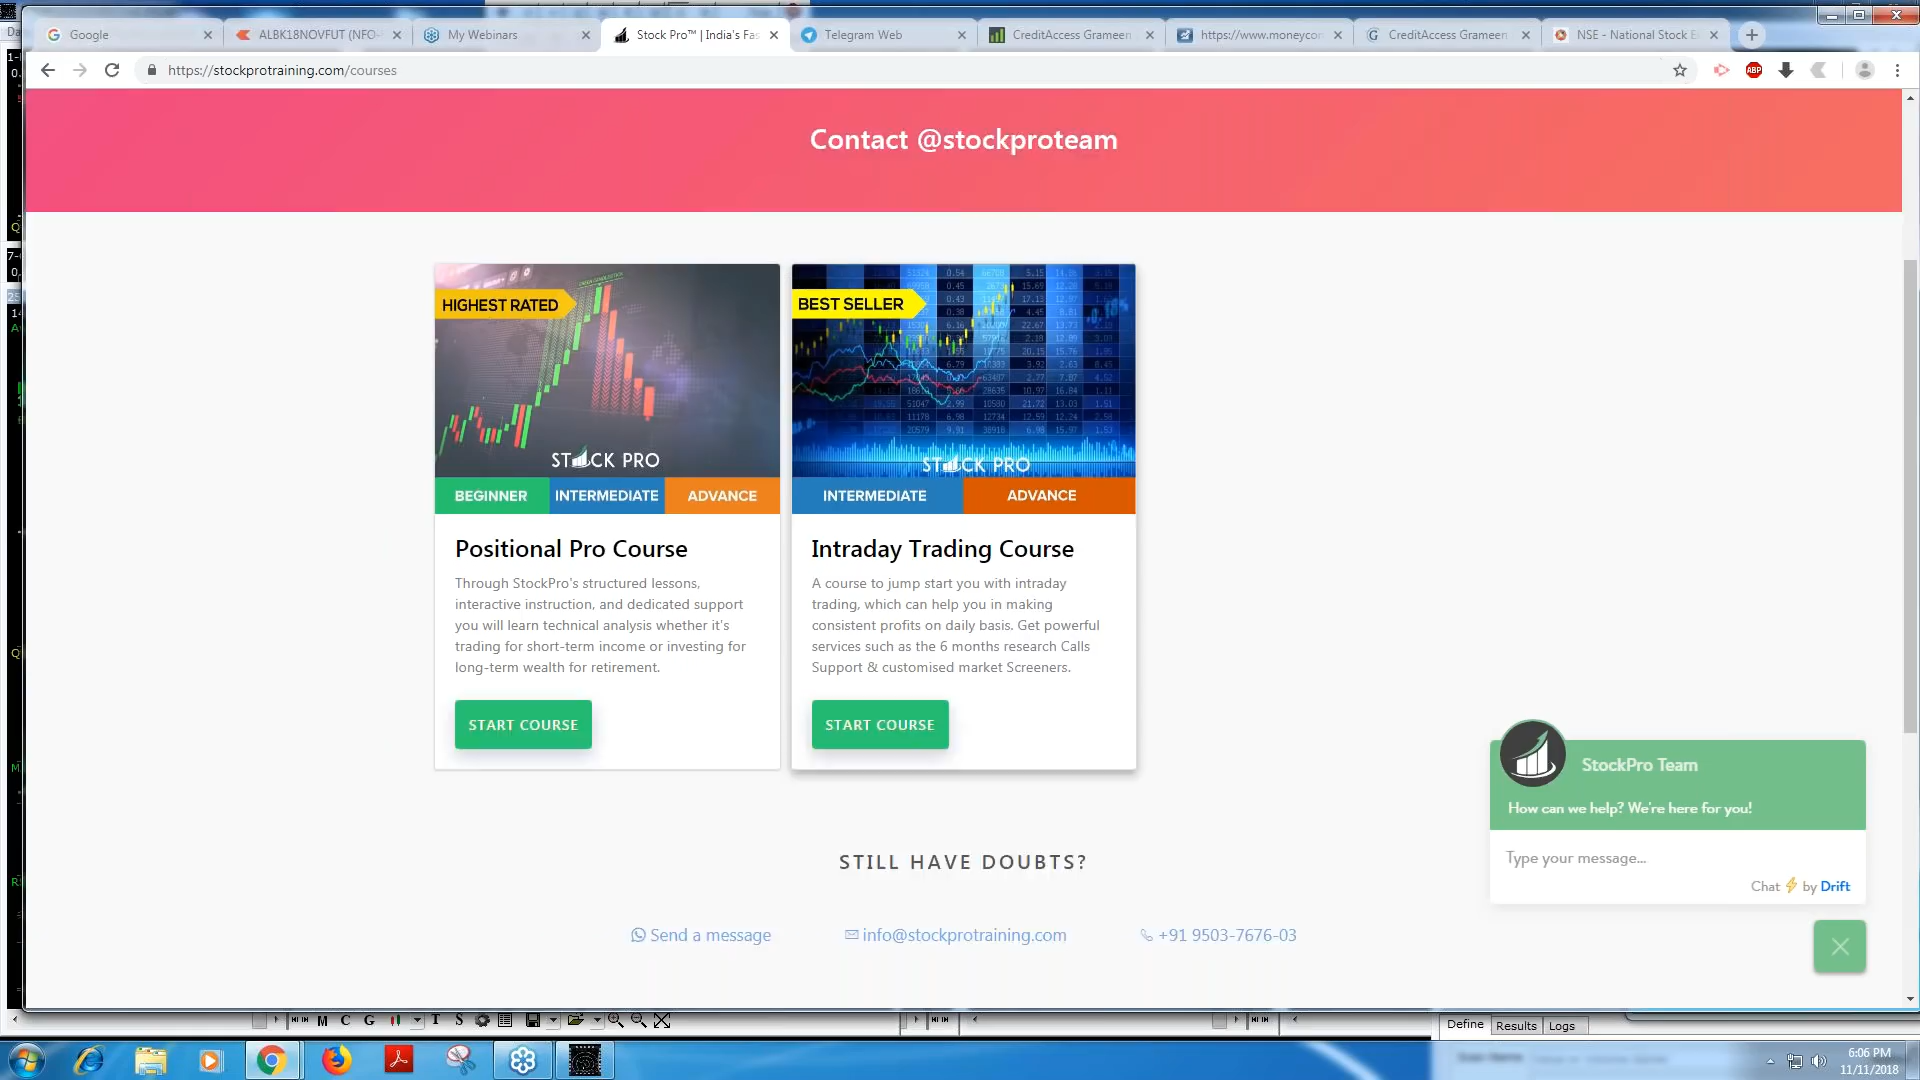 Google
ALBK18NOVFUT (NFO-
My Webinars
Stock Pro™ | India's Fas
Telegram Web
CreditAccess Grameen
https://www.moneycon
CreditAccess Grameen
NSE - National Stock E
https://stockprotraining.com/courses
ABP
Contact @stockproteam
HIGHEST RATED
STOCK PRO
BEGINNER INTERMEDIATE ADVANCE
Positional Pro Course
Through StockPro's structured lessons,
interactive instruction, and dedicated support
you will learn technical analysis whether it's
trading for short-term income or investing for
long-term wealth for retirement.
START COURSE
BEST SELLER
STOCK PRO
INTERMEDIATE ADVANCE
Intraday Trading Course
A course to jump start you with intraday
trading, which can help you in making
consistent profits on daily basis. Get powerful
services such as the 6 months research Calls
Support & customised market Screeners.
START COURSE
StockPro Team
How can we help? We're here for you!
Type your message...
Chat ⚡ by Drift
STILL HAVE DOUBTS?
Send a message
info@stockprotraining.com
+91 9503-7676-03
M C G T S
Define Results Logs
6:06 PM
11/11/2018